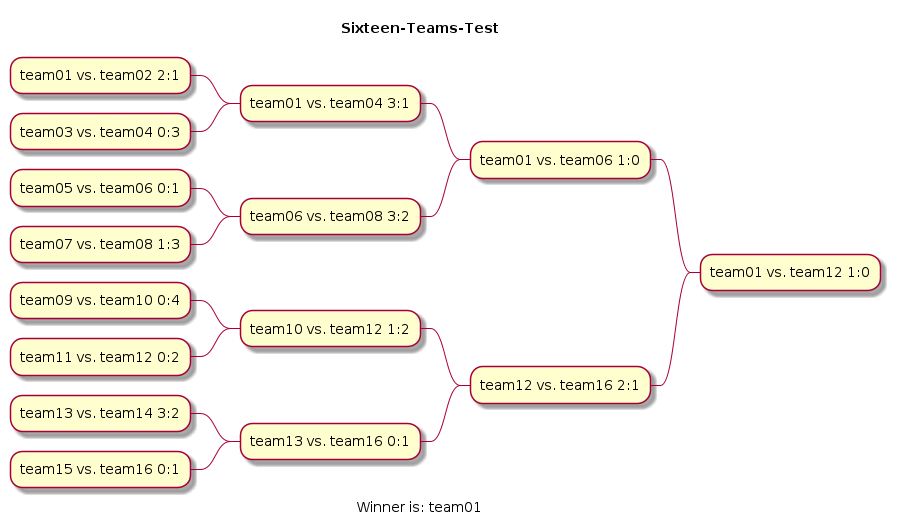 Sixteen-Teams-Test
team01 vs. team02 2:1
team03 vs. team04 0:3
team05 vs. team06 0:1
team07 vs. team08 1:3
team09 vs. team10 0:4
team11 vs. team12 0:2
team13 vs. team14 3:2
team15 vs. team16 0:1
team01 vs. team04 3:1
team06 vs. team08 3:2
team10 vs. team12 1:2
team13 vs. team16 0:1
team01 vs. team06 1:0
team12 vs. team16 2:1
team01 vs. team12 1:0
Winner is: team01